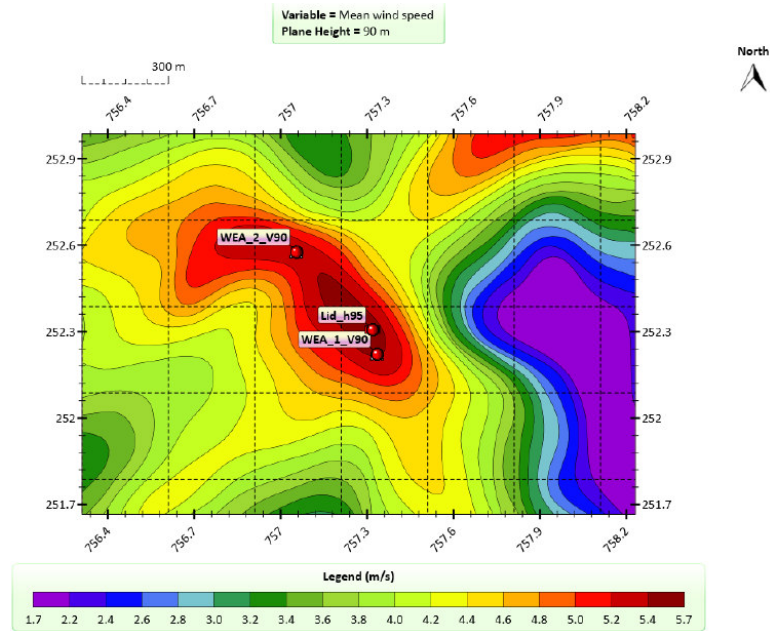 Variable = Mean wind speed
Plane Height = 90 m
North
300 m
756.4 756.7 757 757.3 757.6 757.9 758.2
252.9 252.9
252.6 252.6
WEA_2_V90
Lid_h95
252.3 252.3
WEA_1_V90
252 252
251.7 251.7
756.4 756.7 757 757.3 757.6 757.9 758.2
Legend (m/s)
1.7 2.2 2.4 2.6 2.8 3.0 3.2 3.4 3.6 3.8 4.0 4.2 4.4 4.6 4.8 5.0 5.2 5.4 5.7